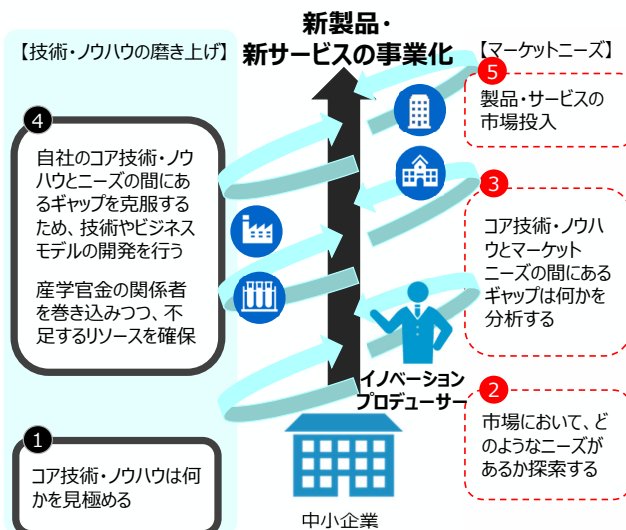 新製品・
新サービスの事業化
【技術・ノウハウの磨き上げ】
【マーケットニーズ】
5
製品・サービスの
市場投入
4
自社のコア技術・ノウ
ハウとニーズの間にあ
るギャップを克服する
ため、技術やビジネス
モデルの開発を行う
産学官金の関係者
を巻き込みつつ、不
足するリソースを確保
3
コア技術・ノウハ
ウとマーケット
ニーズの間にある
ギャップは何かを
分析する
イノベーション
プロデューサー
2
市場において、ど
のようなニーズが
あるか探索する
1
コア技術・ノウハウは何
かを見極める
中小企業